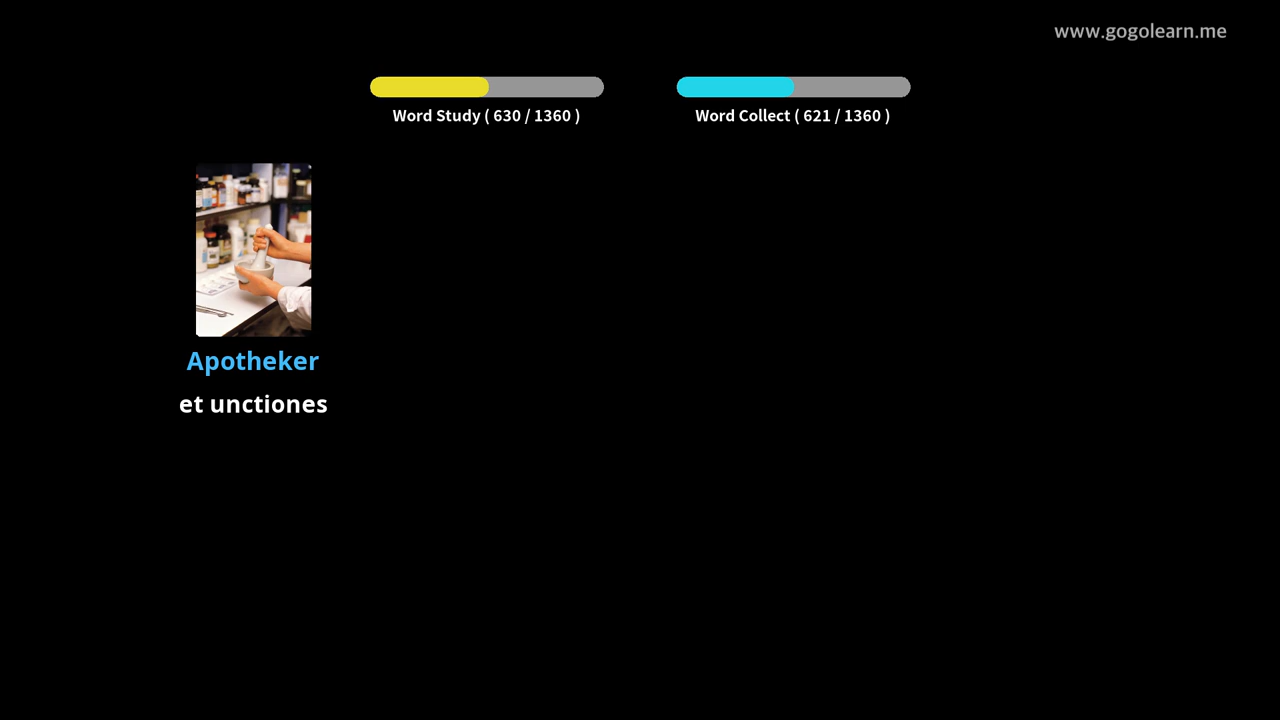 www.gogolearn.me
Word Study ( 630 / 1360 )
Word Collect ( 621 / 1360 )
Apotheker
et unctiones